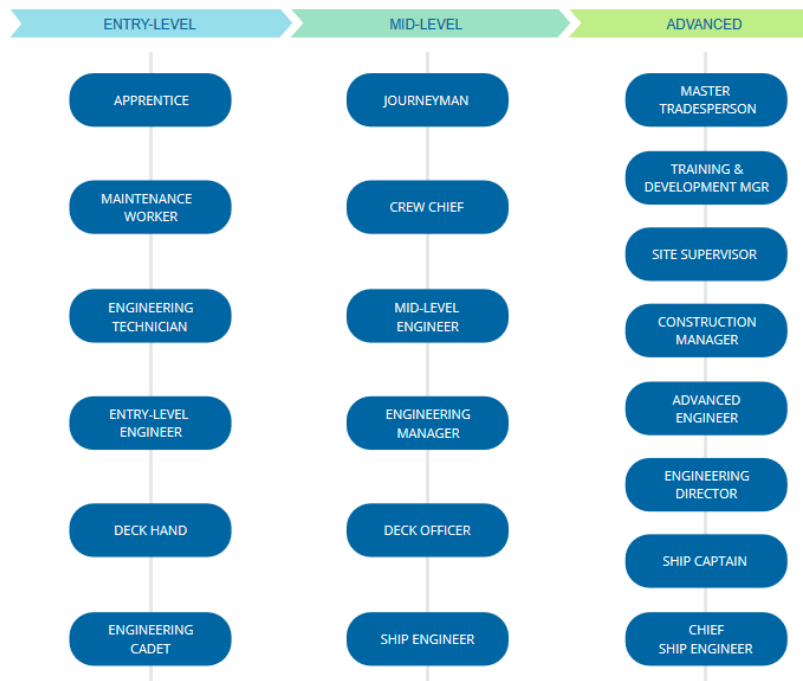 ENTRY-LEVEL
MID-LEVEL
ADVANCED
APPRENTICE
MAINTENANCE
WORKER
ENGINEERING
TECHNICIAN
ENTRY-LEVEL
ENGINEER
DECK HAND
ENGINEERING
CADET
JOURNEYMAN
CREW CHIEF
MID-LEVEL
ENGINEER
ENGINEERING
MANAGER
DECK OFFICER
SHIP ENGINEER
MASTER
TRADESPERSON
TRAINING &
DEVELOPMENT MGR
SITE SUPERVISOR
CONSTRUCTION
MANAGER
ADVANCED
ENGINEER
ENGINEERING
DIRECTOR
SHIP CAPTAIN
CHIEF
SHIP ENGINEER